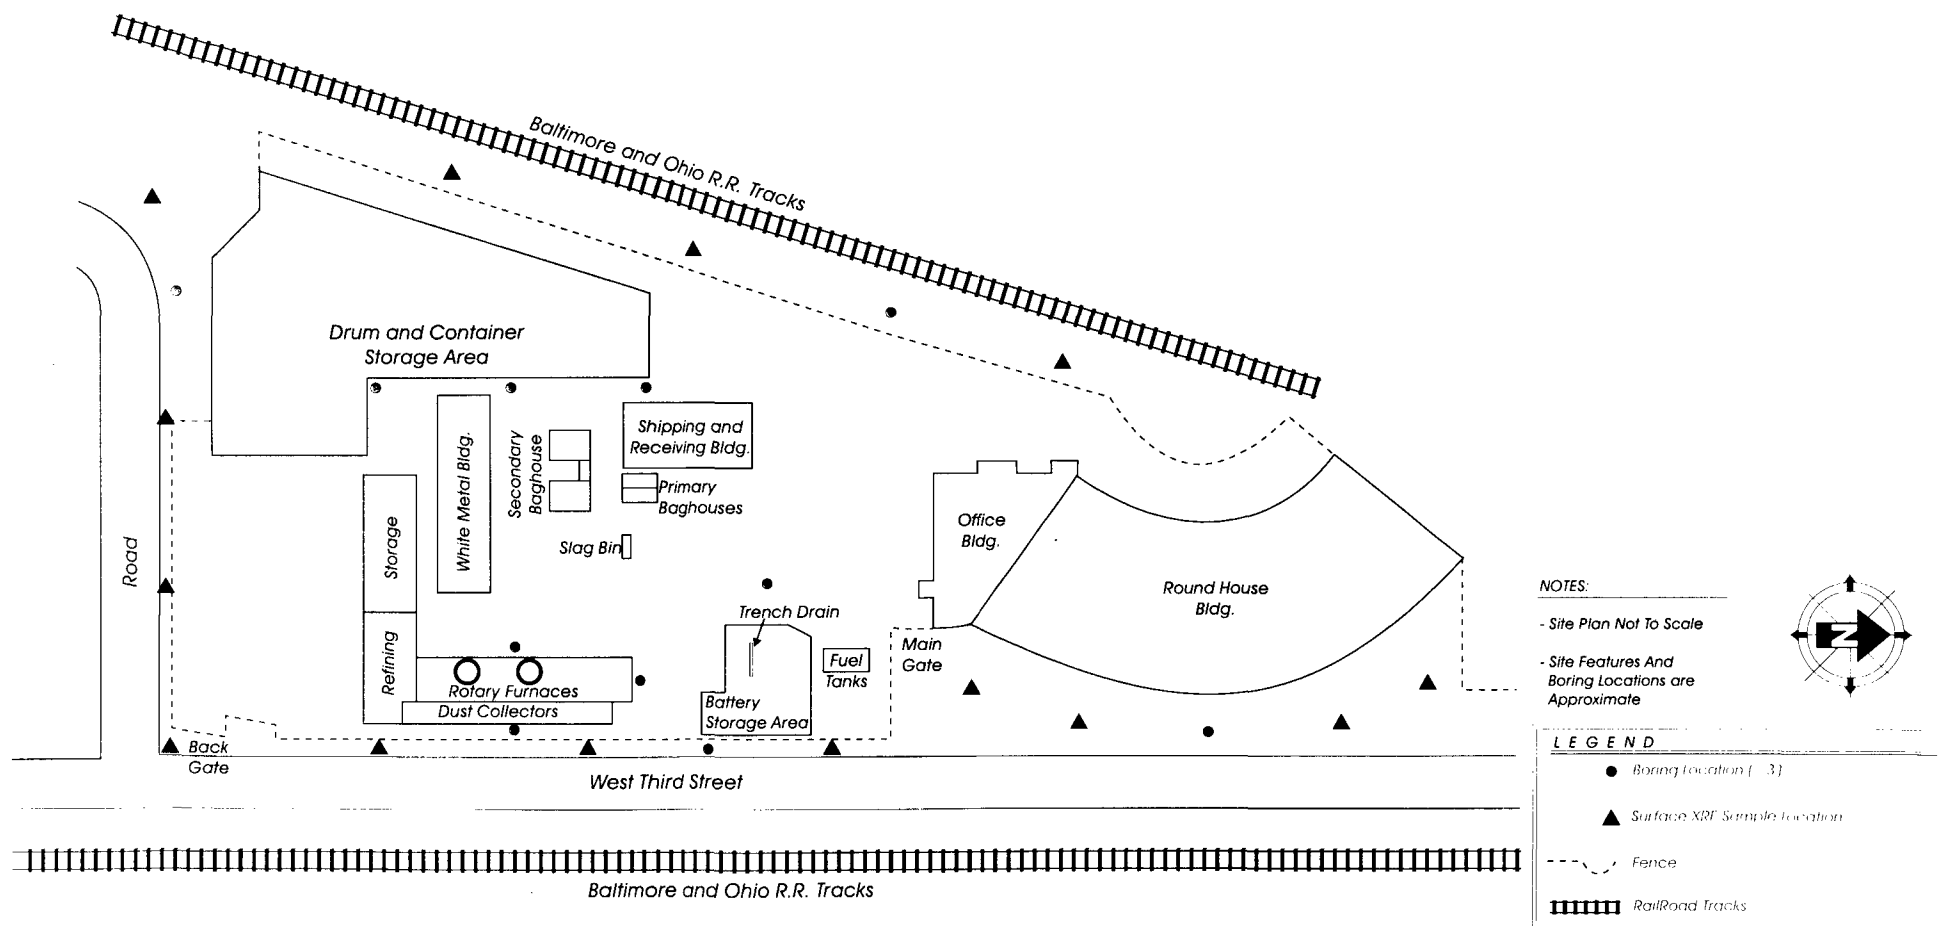 Baltimore and Ohio R.R. Tracks
Drum and Container
Storage Area
Shipping and
Receiving Bldg.
White Metal Bldg.
Secondary
Baghouse
Primary
Baghouses
Slag Bin
Storage
Refining
Rotary Furnaces
Dust Collectors
Trench Drain
Battery
Storage Area
Fuel
Tanks
Office
Bldg.
Main
Gate
Round House
Bldg.
Road
Back
Gate
West Third Street
Baltimore and Ohio R.R. Tracks
NOTES:
- Site Plan Not To Scale
- Site Features And
Boring Locations are
Approximate
N
LEGEND
Boring Location
Surface XRF Sample Location
Fence
RailRoad Tracks